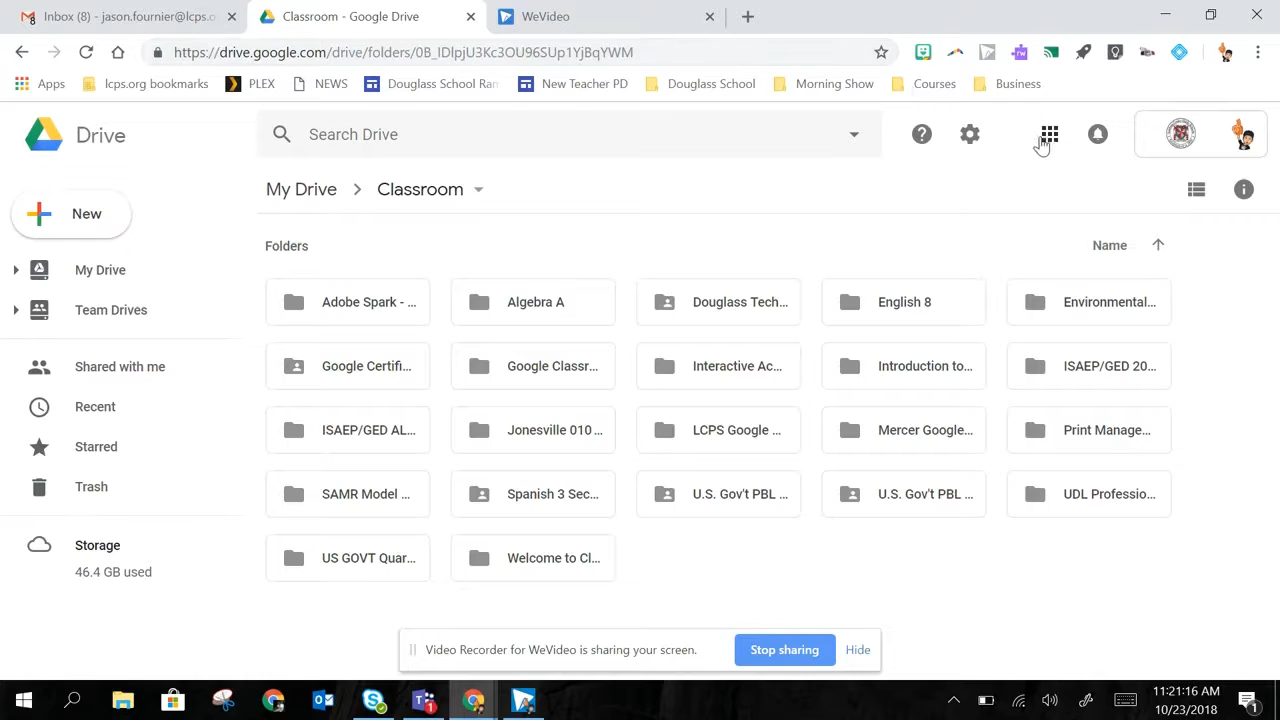 Inbox (8) - jason.fournier@lcps.o
Classroom - Google Drive
WeVideo
https://drive.google.com/drive/folders/0B_lDlpjU3Kc3OU96SUp1YjBqYWM
Apps
lcps.org bookmarks
PLEX
NEWS
Douglass School Ran
New Teacher PD
Douglass School
Morning Show
Courses
Business
Drive
Search Drive
My Drive > Classroom
New
Folders
Name
My Drive
Team Drives
Shared with me
Recent
Starred
Trash
Storage
46.4 GB used
Adobe Spark - ...
Algebra A
Douglass Tech...
English 8
Environmental...
Google Certifi...
Google Classr...
Interactive Ac...
Introduction to...
ISAEP/GED 20...
ISAEP/GED AL...
Jonesville 010 ...
LCPS Google ...
Mercer Google...
Print Manage...
SAMR Model ...
Spanish 3 Sec...
U.S. Gov't PBL ...
U.S. Gov't PBL ...
UDL Professio...
US GOVT Quar...
Welcome to Cl...
Video Recorder for WeVideo is sharing your screen.
Stop sharing
Hide
11:21:16 AM
10/23/2018